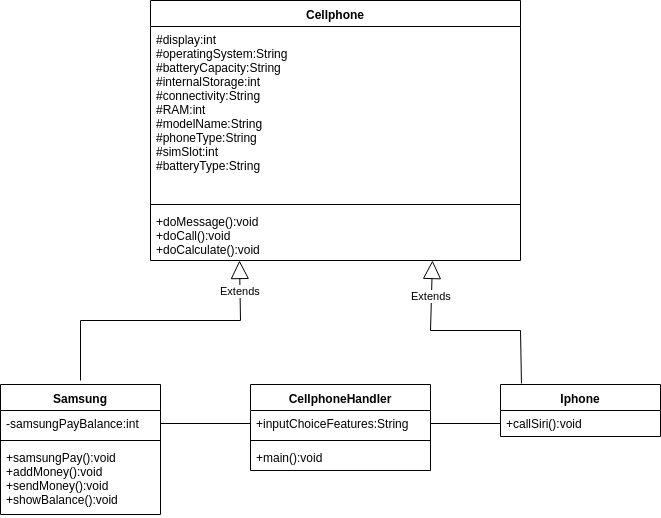 Cellphone
#display:int
#operatingSystem:String
#batteryCapacity:String
#internalStorage:int
#connectivity:String
#RAM:int
#modelName:String
#phoneType:String
#simSlot:int
#batteryType:String
+doMessage():void
+doCall():void
+doCalculate():void
Extends
Extends
Samsung
-samsungPayBalance:int
+samsungPay():void
+addMoney():void
+sendMoney():void
+showBalance():void
CellphoneHandler
+inputChoiceFeatures:String
+main():void
Iphone
+callSiri():void